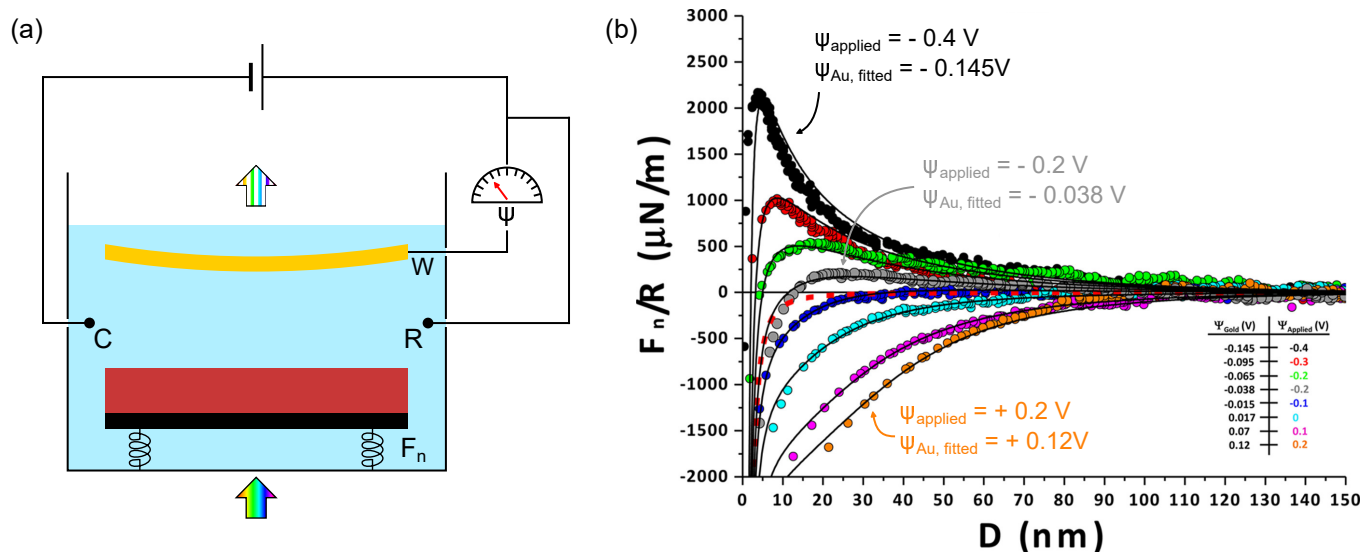 (a)
Ψ
W
C
R
Fn
(b)
Fn/R (μN/m)
3000
2500
2000
1500
1000
500
0
-500
-1000
-1500
-2000
Ψapplied = - 0.4 V
ΨAu, fitted = - 0.145V
Ψapplied = - 0.2 V
ΨAu, fitted = - 0.038 V
Ψapplied = + 0.2 V
ΨAu, fitted = + 0.12V
ΨGold (V) ΨApplied (V)
-0.145 -0.4
-0.095 -0.3
-0.065 -0.2
-0.038 -0.2
-0.015 -0.1
0.017 0
0.07 0.1
0.12 0.2
0 10 20 30 40 50 60 70 80 90 100 110 120 130 140 150
D (nm)